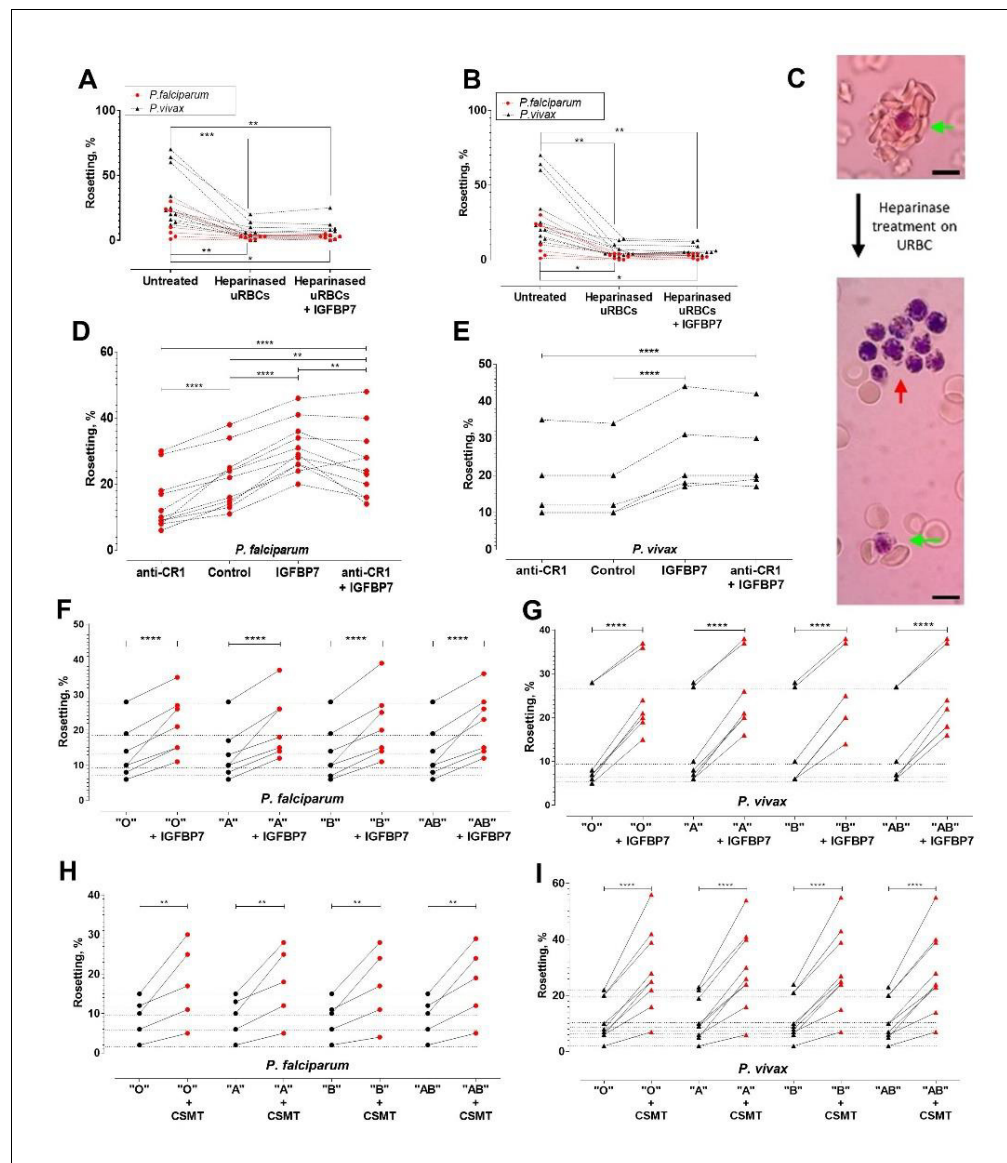 A
P.falciparum
P.vivax
Rosetting, %
100
50
0
***
**
**
*
Untreated
Heparinased
uRBCs
Heparinased
uRBCs
+ IGFBP7
B
P.falciparum
P.vivax
Rosetting, %
100
50
0
**
**
*
*
Untreated
Heparinased
uRBCs
Heparinased
uRBCs
+ IGFBP7
C
Heparinase
treatment on
URBC
D
Rosetting, %
60
40
20
0
****
**
****
**
****
P. falciparum
anti-CR1
Control
IGFBP7
anti-CR1
+ IGFBP7
E
Rosetting, %
50
40
30
20
10
0
****
****
P. vivax
anti-CR1
Control
IGFBP7
anti-CR1
+ IGFBP7
F
Rosetting, %
50
40
30
20
10
0
**** **** **** ****
P. falciparum
"O" "O" "A" "A" "B" "B" "AB" "AB"
+ IGFBP7 + IGFBP7 + IGFBP7 + IGFBP7
G
Rosetting, %
40
30
20
10
0
**** **** **** ****
P. vivax
"O" "O" "A" "A" "B" "B" "AB" "AB"
+ IGFBP7 + IGFBP7 + IGFBP7 + IGFBP7
H
Rosetting, %
40
30
20
10
0
** ** ** **
P. falciparum
"O" "O" "A" "A" "B" "B" "AB" "AB"
+ + + +
CSMT CSMT CSMT CSMT
I
Rosetting, %
60
40
20
0
**** **** **** ****
P. vivax
"O" "O" "A" "A" "B" "B" "AB" "AB"
+ + + +
CSMT CSMT CSMT CSMT